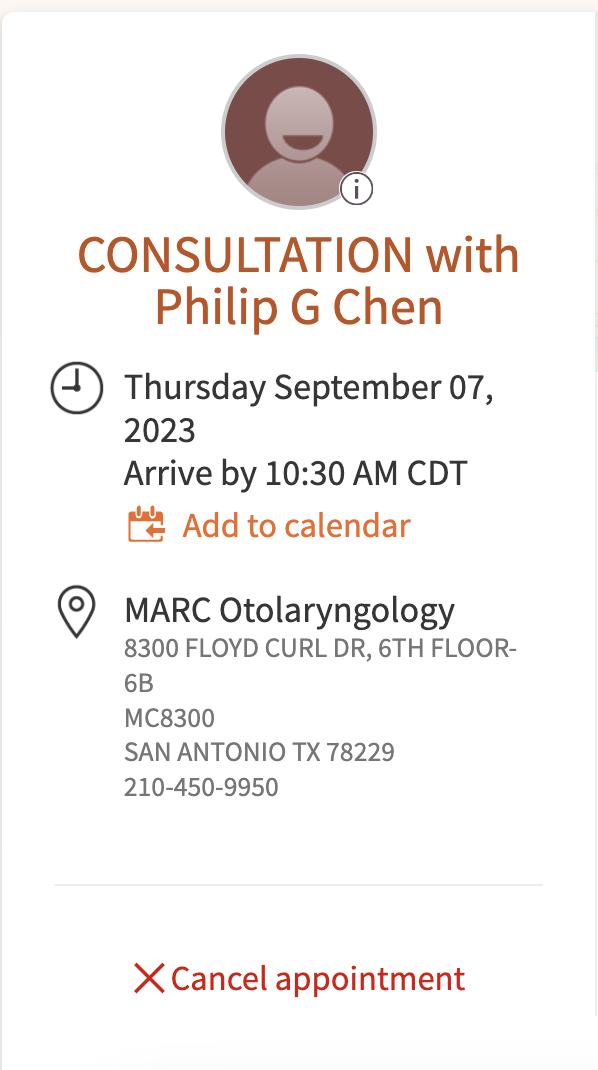 CONSULTATION with
Philip G Chen
Thursday September 07,
2023
Arrive by 10:30 AM CDT
Add to calendar
MARC Otolaryngology
8300 FLOYD CURL DR, 6TH FLOOR-
6B
MC8300
SAN ANTONIO TX 78229
210-450-9950
Cancel appointment